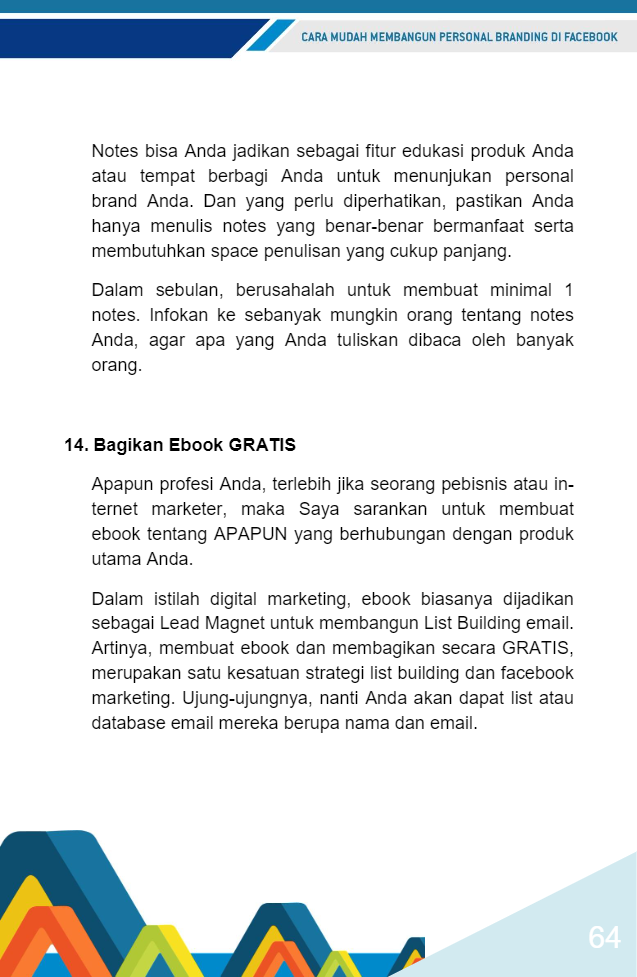 CARA MUDAH MEMBANGUN PERSONAL BRANDING DI FACEBOOK
Notes bisa Anda jadikan sebagai fitur edukasi produk Anda
atau tempat berbagi Anda untuk menunjukan personal
brand Anda. Dan yang perlu diperhatikan, pastikan Anda
hanya menulis notes yang benar-benar bermanfaat serta
membutuhkan space penulisan yang cukup panjang.
Dalam sebulan, berusahalah untuk membuat minimal 1
notes. Infokan ke sebanyak mungkin orang tentang notes
Anda, agar apa yang Anda tuliskan dibaca oleh banyak
orang.
14. Bagikan Ebook GRATIS
Apapun profesi Anda, terlebih jika seorang pebisnis atau in-
ternet marketer, maka Saya sarankan untuk membuat
ebook tentang APAPUN yang berhubungan dengan produk
utama Anda.
Dalam istilah digital marketing, ebook biasanya dijadikan
sebagai Lead Magnet untuk membangun List Building email.
Artinya, membuat ebook dan membagikan secara GRATIS,
merupakan satu kesatuan strategi list building dan facebook
marketing. Ujung-ujungnya, nanti Anda akan dapat list atau
database email mereka berupa nama dan email.
64